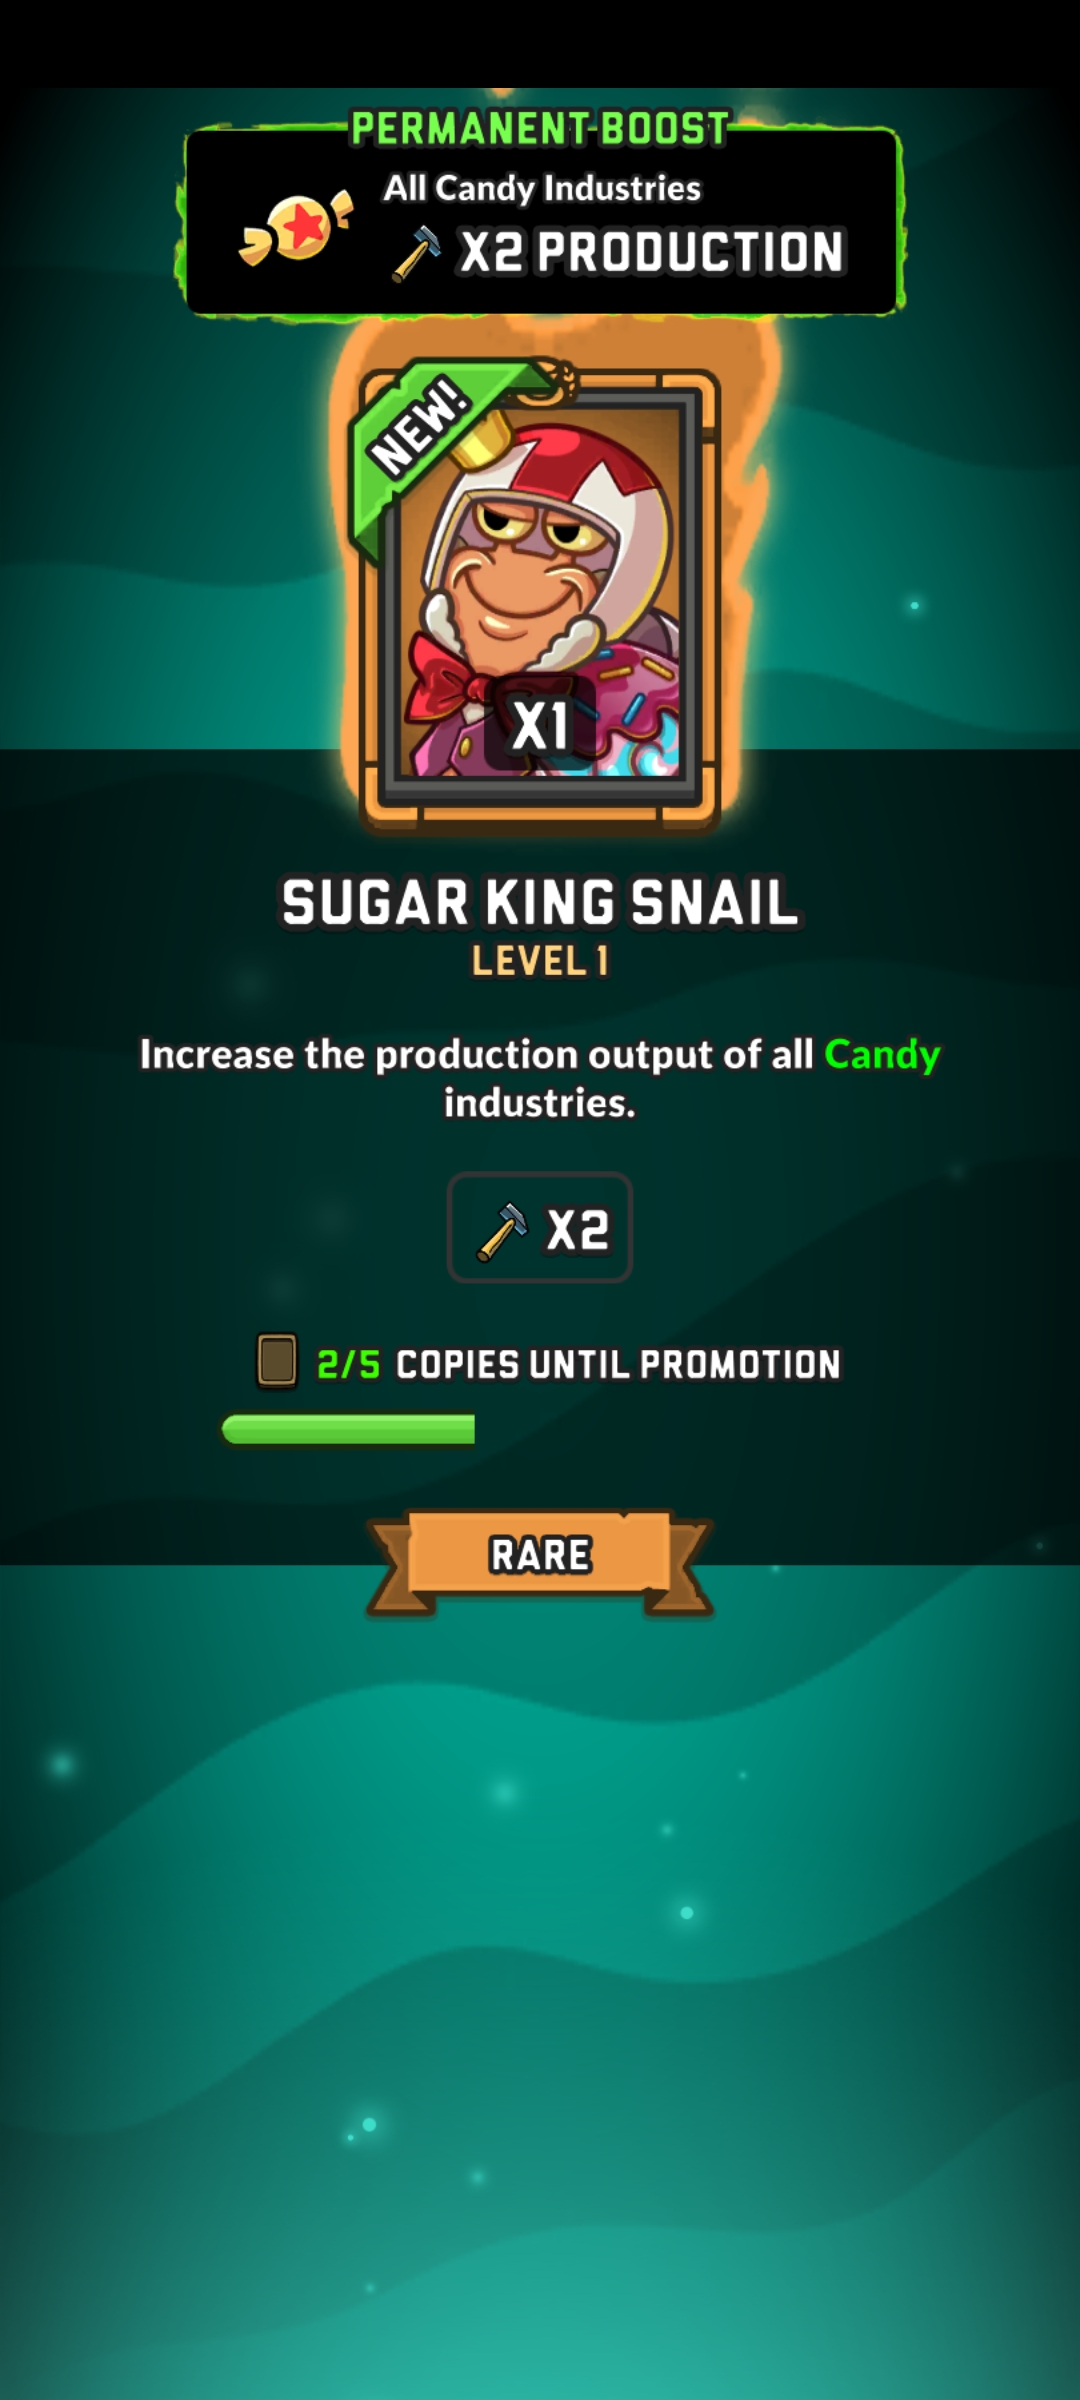 PERMANENT BOOST
All Candy Industries
X2 PRODUCTION
NEW!
X1
SUGAR KING SNAIL
LEVEL 1
Increase the production output of all Candy
industries.
X2
2/5 COPIES UNTIL PROMOTION
RARE